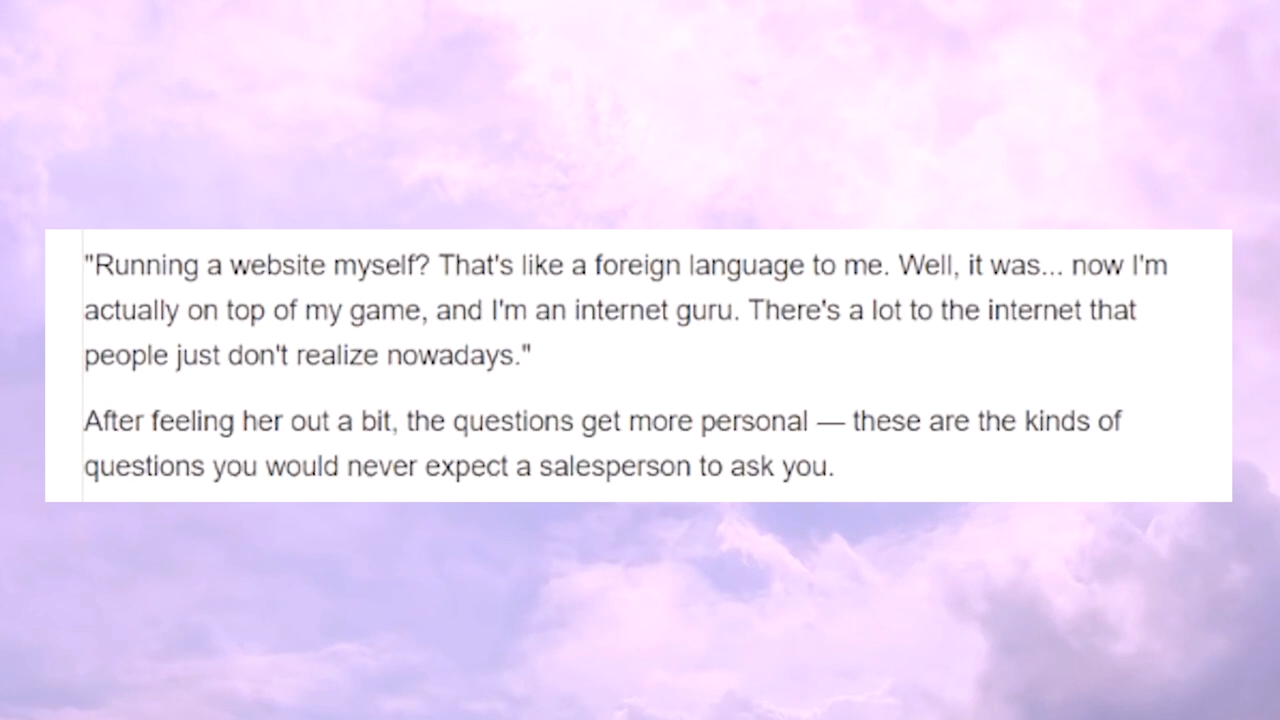 "Running a website myself? That's like a foreign language to me. Well, it was... now I'm
actually on top of my game, and I'm an internet guru. There's a lot to the internet that
people just don't realize nowadays."
After feeling her out a bit, the questions get more personal — these are the kinds of
questions you would never expect a salesperson to ask you.